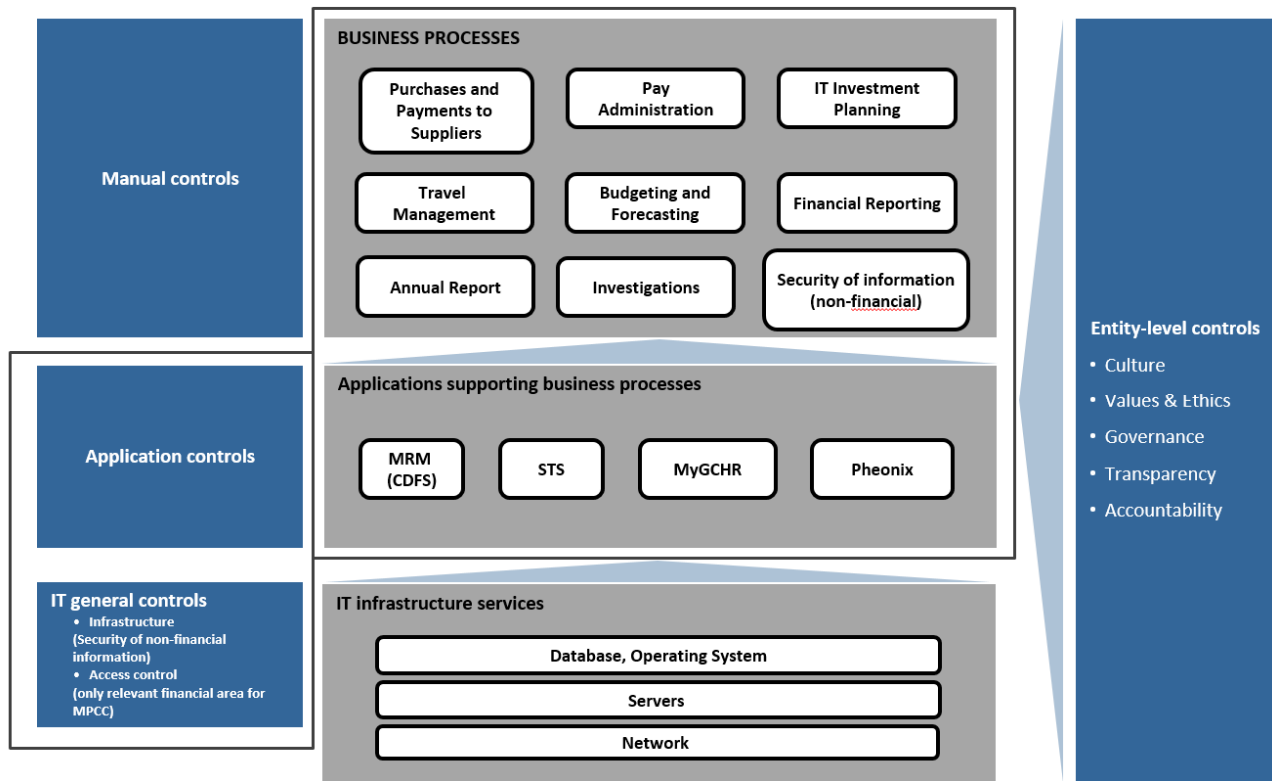 BUSINESS PROCESSES
Purchases and
Payments to
Suppliers
Pay
Administration
IT Investment
Planning
Manual controls
Travel
Management
Budgeting and
Forecasting
Financial Reporting
Annual Report
Investigations
Security of information
(non-financial)
Application controls
Applications supporting business processes
MRM
(CDFS)
STS
MyGCHR
Pheonix
IT general controls
• Infrastructure
(Security of non-financial
information)
• Access control
(only relevant financial area for
MPCC)
IT infrastructure services
Database, Operating System
Servers
Network
Entity-level controls
• Culture
• Values & Ethics
• Governance
• Transparency
• Accountability